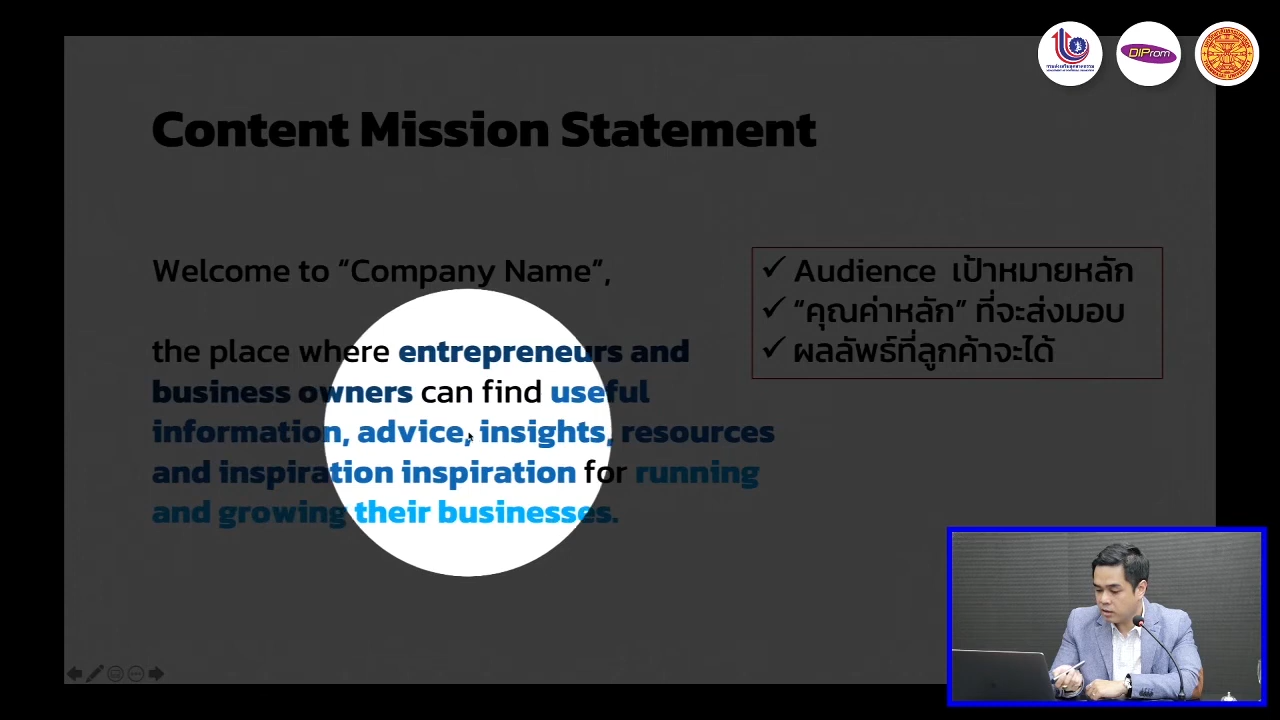 DIProm
Content Mission Statement
Welcome to “Company Name”,
the place where entrepreneurs and
business owners can find useful
information, advice, insights, resources
and inspiration inspiration for running
and growing their businesses.
✓ Audience เป้าหมายหลัก
✓ “คุณค่าหลัก” ที่จะส่งมอบ
✓ ผลลัพธ์ที่ลูกค้าจะได้